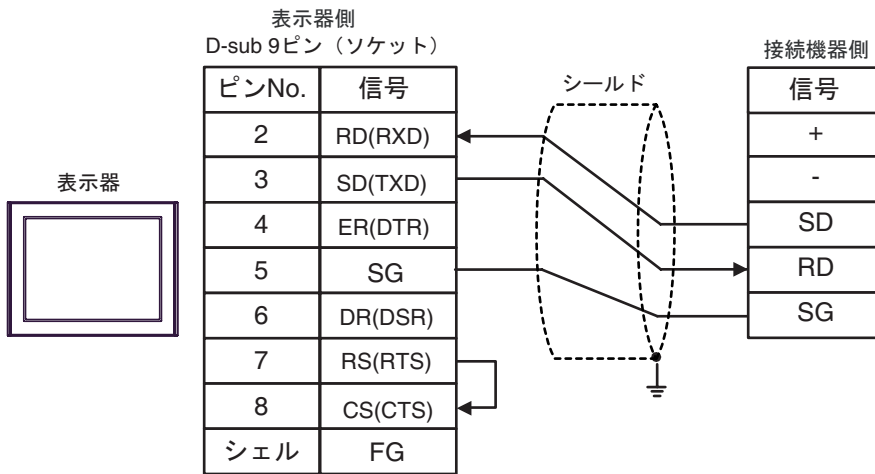 表示器側
D-sub 9ピン（ソケット）
ピンNo. 信号
2 RD(RXD)
3 SD(TXD)
4 ER(DTR)
5 SG
6 DR(DSR)
7 RS(RTS)
8 CS(CTS)
シェル FG
表示器
シールド
接続機器側
信号
+
-
SD
RD
SG